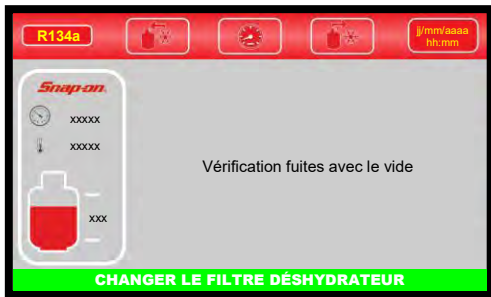 R134a
jj/mm/aaaa
hh:mm
Snap-on
xxxxx
xxxxx
Vérification fuites avec le vide
xxx
CHANGER LE FILTRE DÉSHYDRATEUR